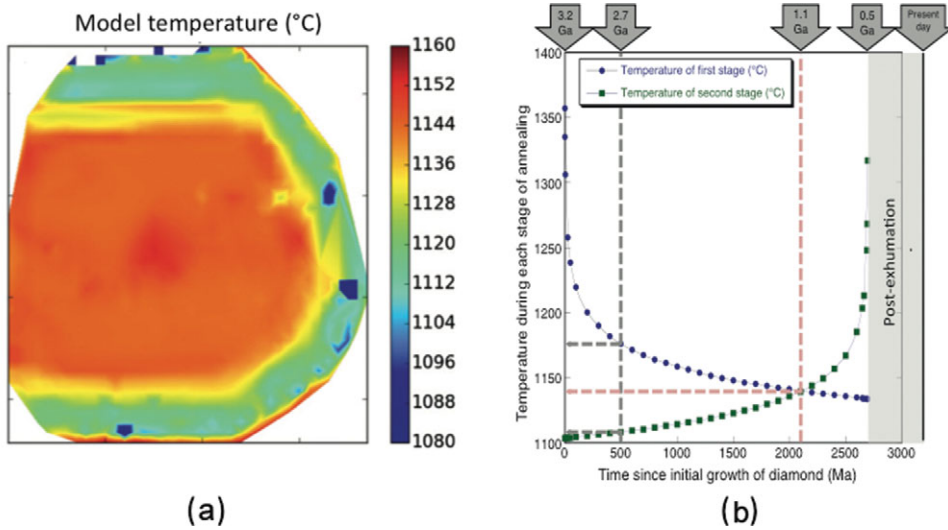 Model temperature (°C)
1160
1152
1144
1136
1128
1120
1112
1104
1096
1088
1080
(a)
3.2 Ga
2.7 Ga
1.1 Ga
0.5 Ga
Present day
Temperature of first stage (°C)
Temperature of second stage (°C)
Temperature during each stage of annealing
1400
1350
1300
1250
1200
1150
1100
Post-exhumation
0 500 1000 1500 2000 2500 3000
Time since initial growth of diamond (Ma)
(b)